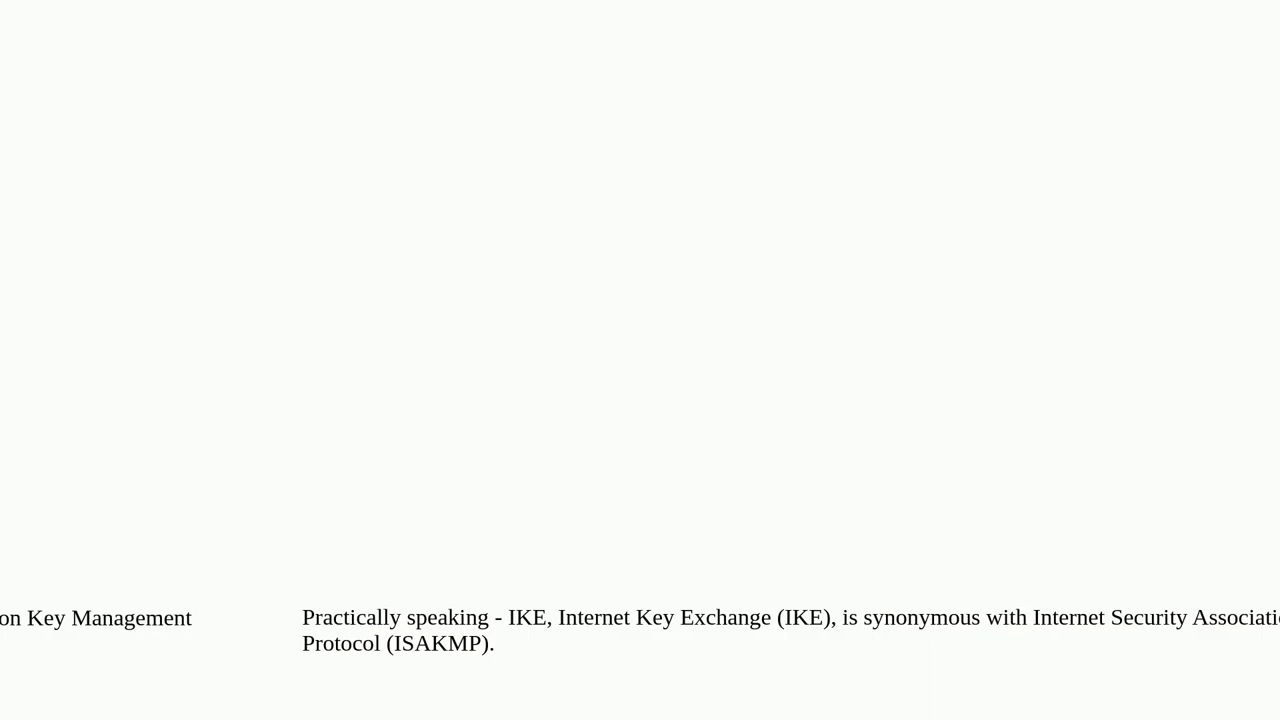 on Key Management
Practically speaking - IKE, Internet Key Exchange (IKE), is synonymous with Internet Security Associati
Protocol (ISAKMP).